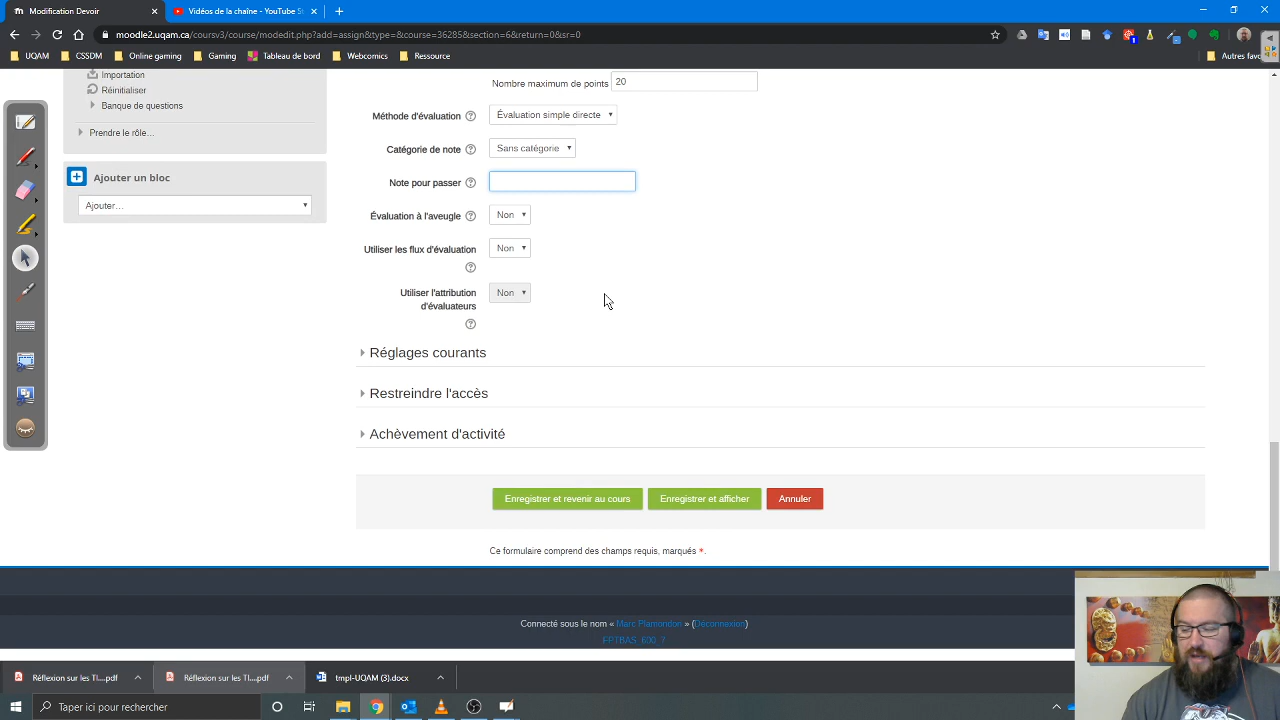 Modification Devoir
Vidéos de la chaîne - YouTube S
moodle2.uqam.ca/coursv3/course/modedit.php?add=assign&type=&course=36285&section=6&return=0&sr=0
UQAM
CSSDM
Online gaming
Gaming
Tableau de bord
Webcomics
Ressource
Autres favo
Importation
Réinitialiser
Banque de questions
Prendre le rôle…
Ajouter un bloc
Ajouter…
Nombre maximum de points 20
Méthode d'évaluation Évaluation simple directe
Catégorie de note Sans catégorie
Note pour passer
Évaluation à l'aveugle Non
Utiliser les flux d'évaluation Non
Utiliser l'attribution Non
d'évaluateurs
Réglages courants
Restreindre l'accès
Achèvement d'activité
Enregistrer et revenir au cours Enregistrer et afficher Annuler
Ce formulaire comprend des champs requis, marqués *.
Connecté sous le nom « Marc Plamondon » (Déconnexion)
FPTBAS_600_7
Réflexion sur les TI....pdf
Réflexion sur les TI....pdf
tmpl-UQAM (3).docx
Taper ici pour rechercher